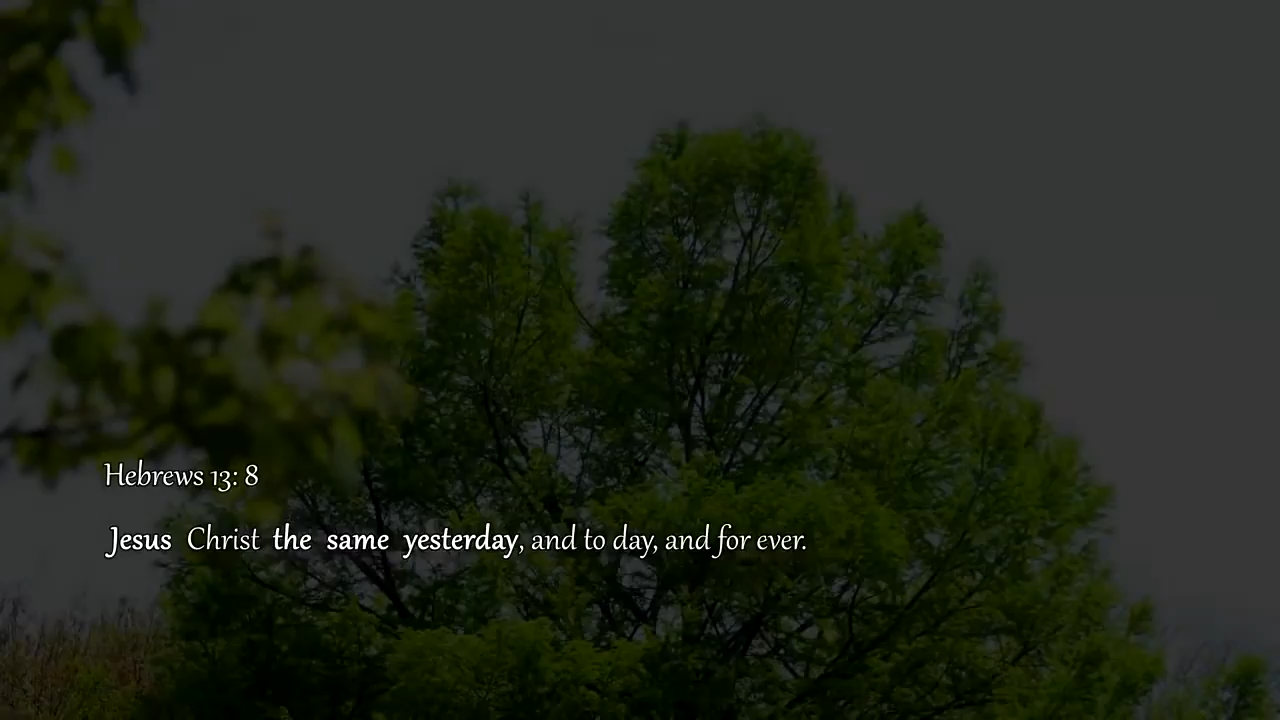 Hebrews 13: 8
Jesus Christ the same yesterday, and to day, and for ever.